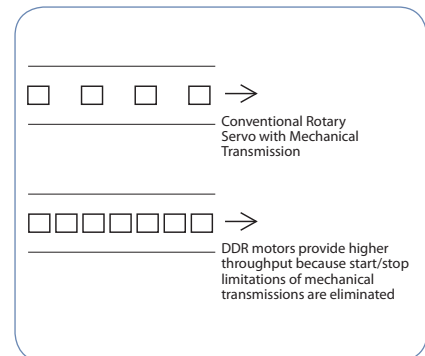 Conventional Rotary
Servo with Mechanical
Transmission
DDR motors provide higher
throughput because start/stop
limitations of mechanical
transmissions are eliminated